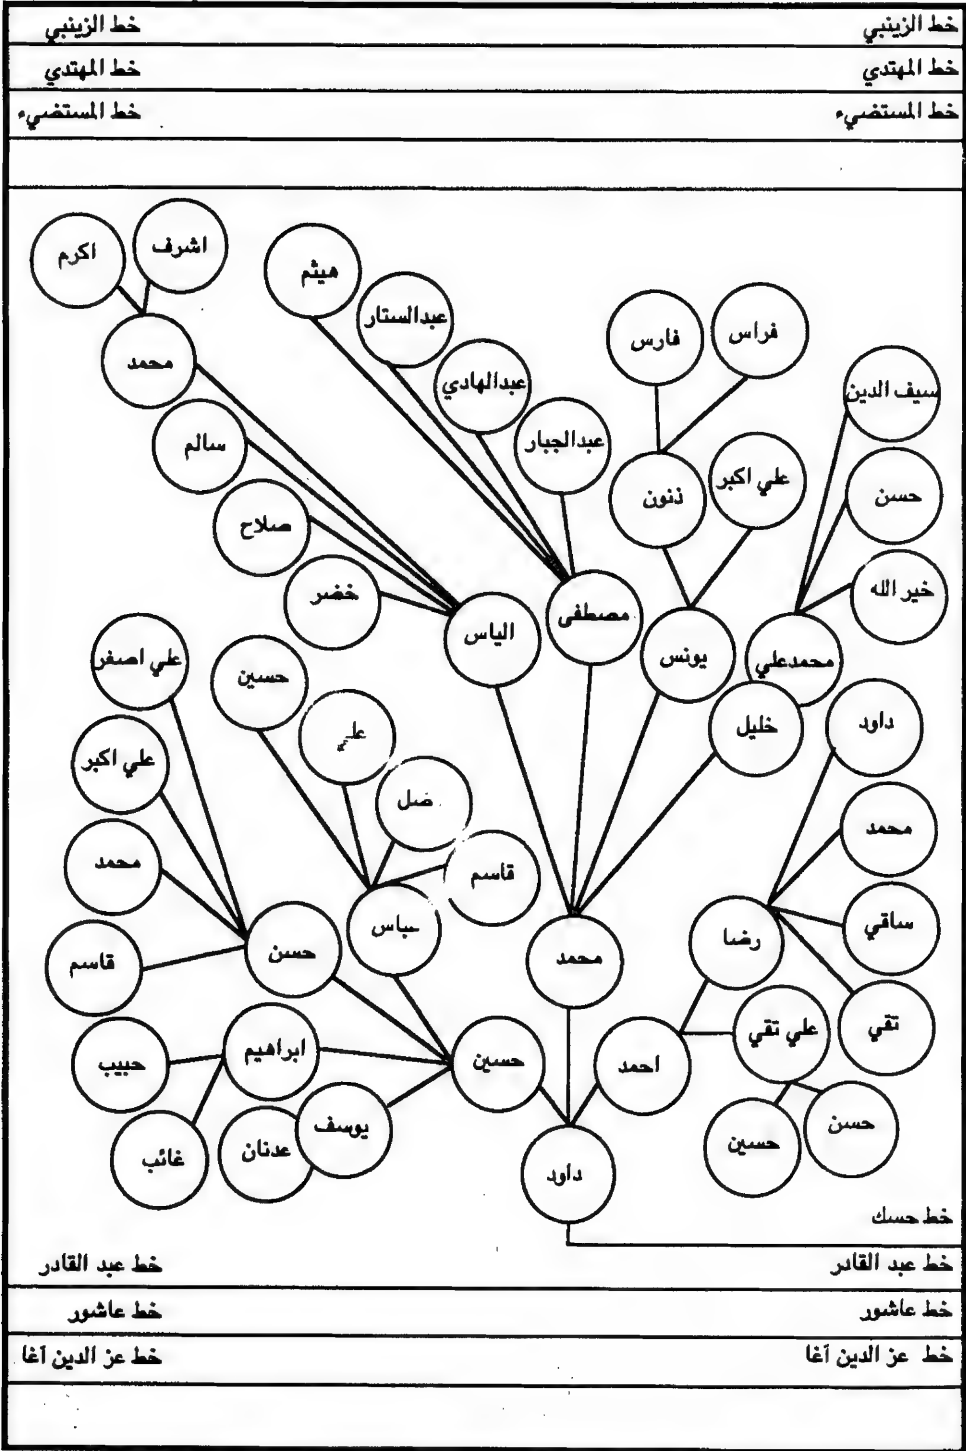 خط الزينبي خط الزينبي
خط المهتدي خط المهتدي
خط المستضيء خط المستضيء
اشرف
اكرم
هيثم
عبدالستار
فراس
فارس
محمد
عبدالهادي
سيف الدين
عبدالجبار
سالم
علي اكبر
ذنون
حسن
صلاح
خير الله
خضر
مصطفى
الياس
يونس
محمدعلي
علي اصغر
حسين
خليل
داود
علي
علي اكبر
ضل
محمد
محمد
قاسم
ساقي
رضا
عباس
حسن
محمد
قاسم
تقي
علي تقي
ابراهيم
حسين
احمد
حبيب
يوسف
حسن
حسين
عدنان
غائب
داود
خط حسك
خط عبد القادر خط عبد القادر
خط عاشور خط عاشور
خط عز الدين آغا خط عز الدين آغا